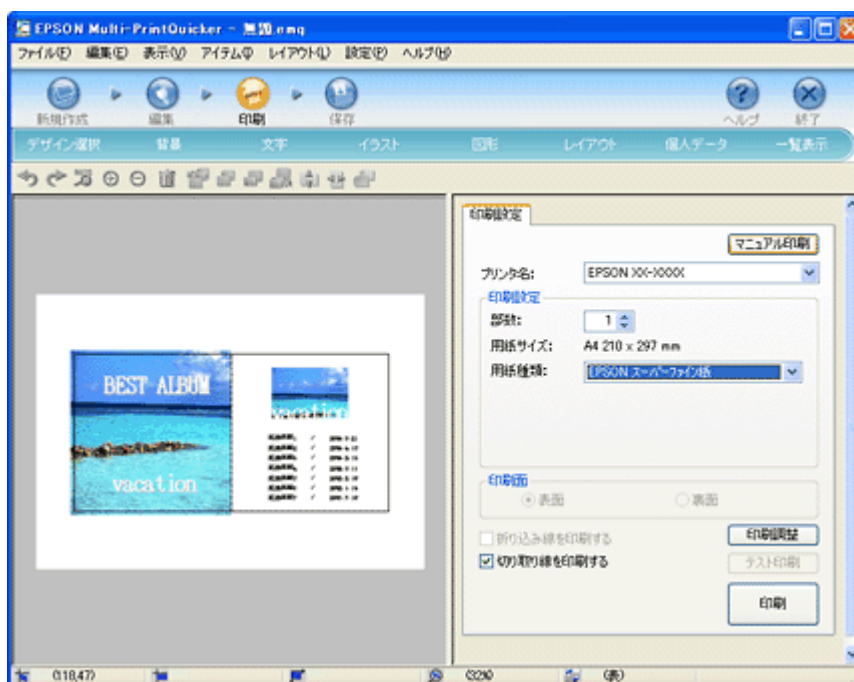 EPSON Multi-PrintQuicker - 無題.emq
ファイル(F) 編集(E) 表示(V) アイテム(I) レイアウト(L) 設定(P) ヘルプ(H)
新規作成 編集 印刷 保存 ヘルプ 終了
デザイン選択 背景 文字 イラスト 図形 レイアウト 個人データ 一覧表示
BEST ALBUM
vacation
vacation
印刷設定
マニュアル印刷
プリンタ名: EPSON XX-XXXX
印刷設定
部数: 1
用紙サイズ: A4 210 x 297 mm
用紙種類: EPSON スーパーファイン紙
印刷面
表面 裏面
折り込み線を印刷する
印刷調整
切り取り線を印刷する
テスト印刷
印刷
(118,47) (32%) (表)